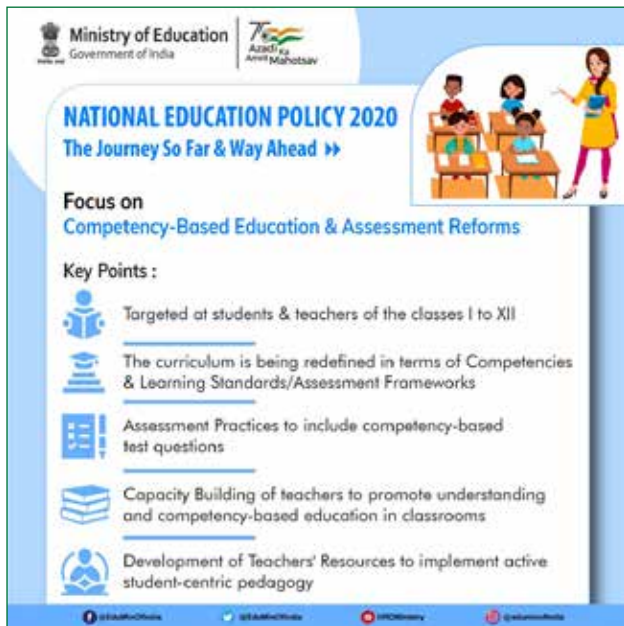 Ministry of Education
Government of India
Azadi Ka
Amrit Mahotsav
NATIONAL EDUCATION POLICY 2020
The Journey So Far & Way Ahead
Focus on
Competency-Based Education & Assessment Reforms
Key Points :
Targeted at students & teachers of the classes I to XII
The curriculum is being redefined in terms of Competencies
& Learning Standards/Assessment Frameworks
Assessment Practices to include competency-based
test questions
Capacity Building of teachers to promote understanding
and competency-based education in classrooms
Development of Teachers' Resources to implement active
student-centric pedagogy
@EduMinOfIndia @EduMinOfIndia HRDMinistry